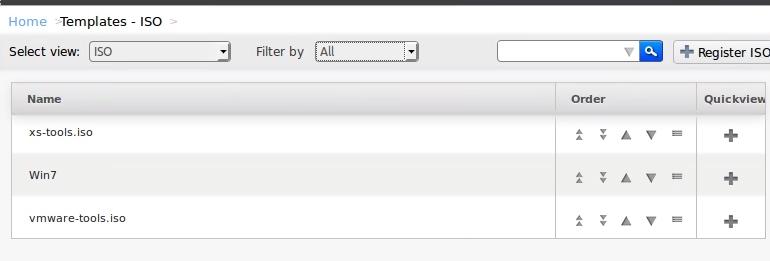 Home > Templates - ISO >
Select view: ISO Filter by All Register ISO
Name Order Quickview
xs-tools.iso
Win7
vmware-tools.iso